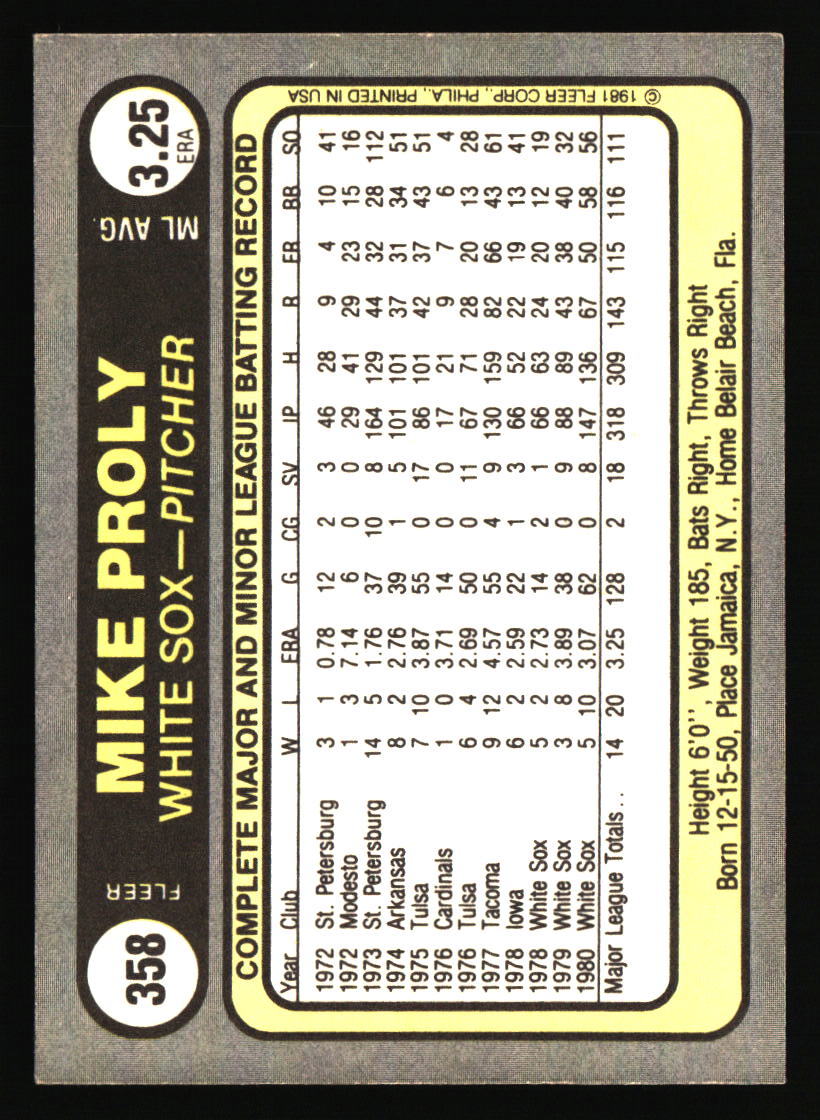 358
FLEER
MIKE PROLY
WHITE SOX—PITCHER
ML AVG.
3.25
ERA
COMPLETE MAJOR AND MINOR LEAGUE BATTING RECORD
Year Club W L ERA G CG SV IP H R ER BB SO
1972 St. Petersburg 3 1 0.78 12 2 3 46 28 9 4 10 41
1972 Modesto 1 3 7.14 6 0 0 29 41 29 23 15 16
1973 St. Petersburg 14 5 1.76 37 10 8 164 129 44 32 28 112
1974 Arkansas 8 2 2.76 39 1 5 101 101 37 31 34 51
1975 Tulsa 7 10 3.87 55 0 17 86 101 42 37 43 51
1976 Cardinals 1 0 3.71 14 0 0 17 21 9 7 6 4
1976 Tulsa 6 4 2.69 50 0 11 67 71 28 20 13 28
1977 Tacoma 9 12 4.57 55 4 9 130 159 82 66 43 61
1978 Iowa 6 2 2.59 22 1 3 66 52 22 19 13 41
1978 White Sox 5 2 2.73 14 2 1 66 63 24 20 12 19
1979 White Sox 3 8 3.89 38 0 9 88 89 43 38 40 32
1980 White Sox 5 10 3.07 62 0 8 147 136 67 50 58 56
Major League Totals.. 14 20 3.25 128 2 18 318 309 143 115 116 111
Height 6'0'', Weight 185, Bats Right, Throws Right
Born 12-15-50, Place Jamaica, N.Y., Home Belair Beach, Fla.
© 1981 FLEER CORP., PHILA., PRINTED IN USA